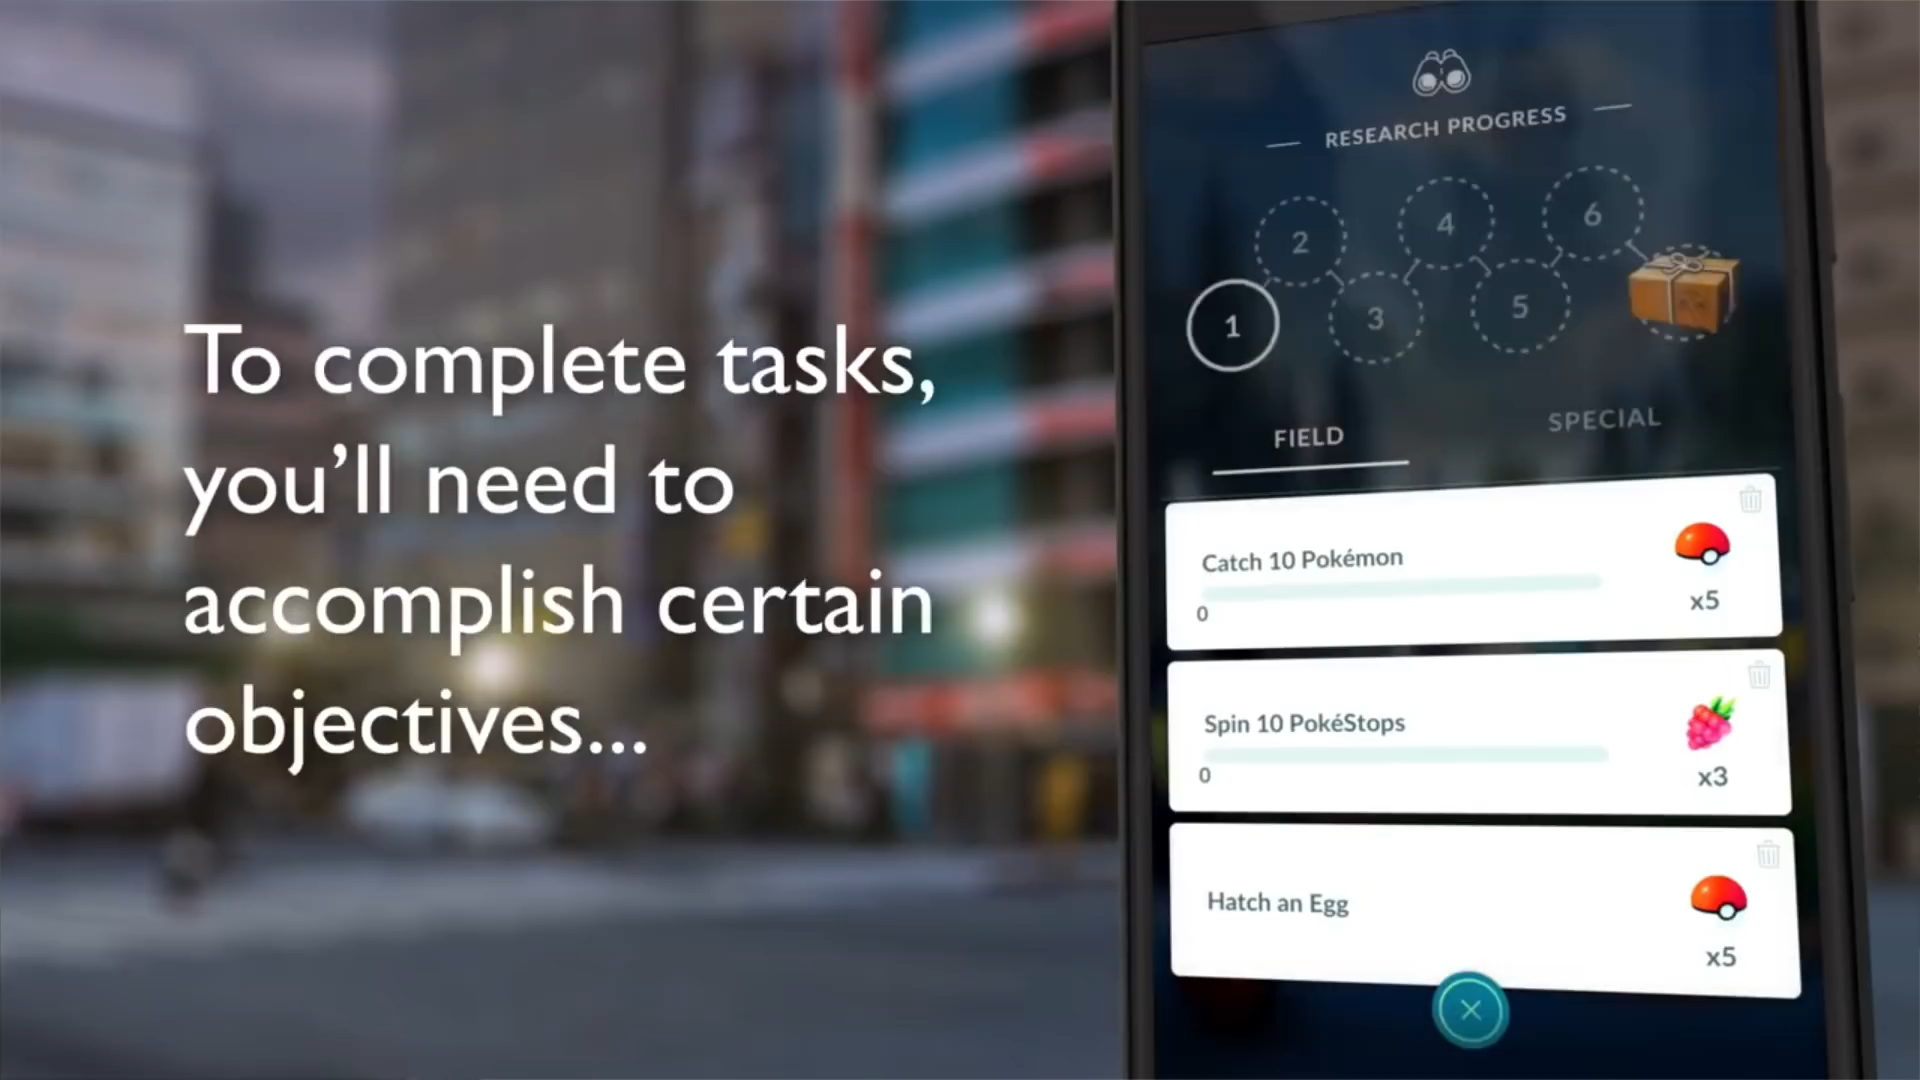 To complete tasks,
you’ll need to
accomplish certain
objectives...
RESEARCH PROGRESS
1
2
3
4
5
6
FIELD
SPECIAL
Catch 10 Pokémon
0
x5
Spin 10 PokéStops
0
x3
Hatch an Egg
x5